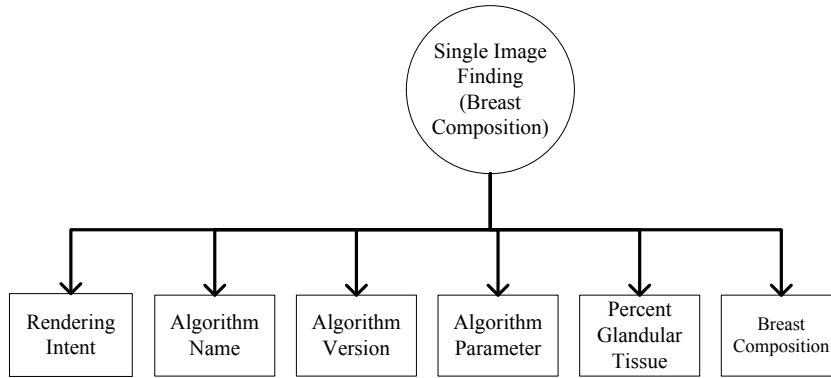 Single Image
Finding
(Breast
Composition)
Rendering
Intent
Algorithm
Name
Algorithm
Version
Algorithm
Parameter
Percent
Glandular
Tissue
Breast
Composition